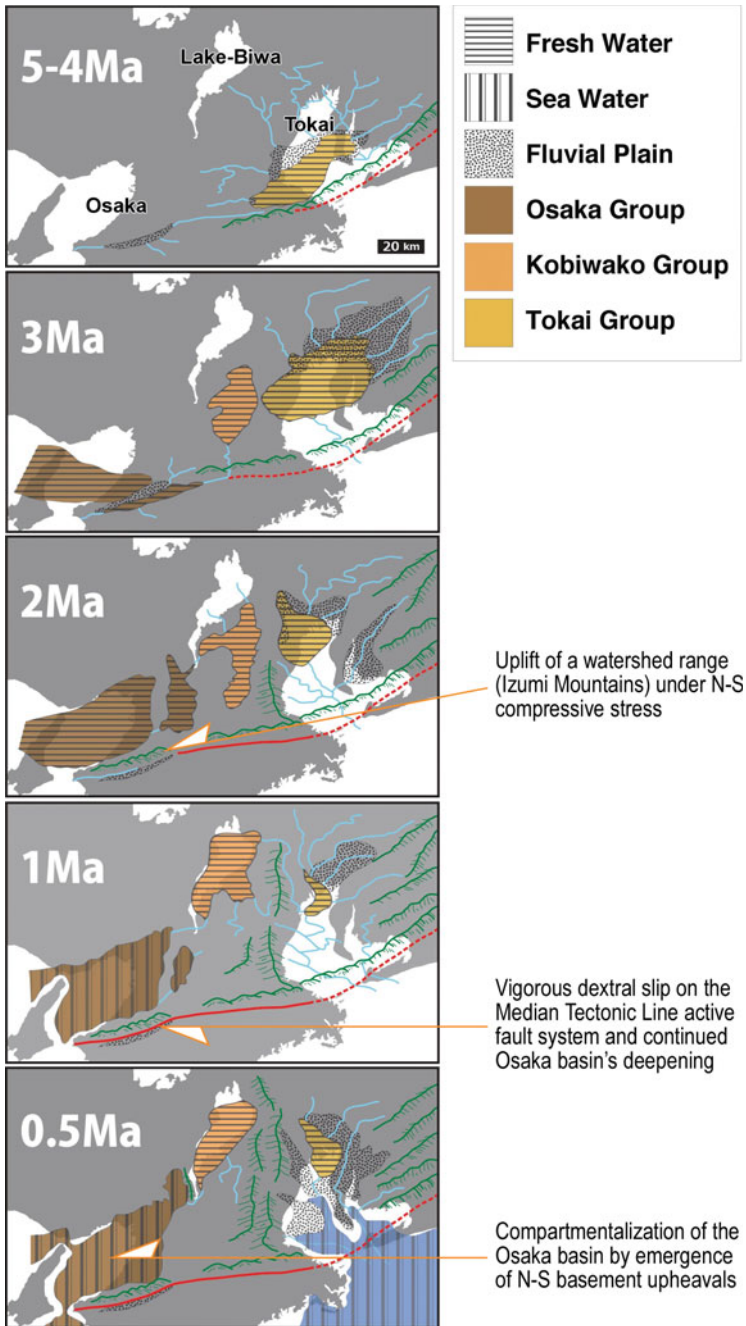 5-4Ma
Lake-Biwa
Tokai
Osaka
20 km
Fresh Water
Sea Water
Fluvial Plain
Osaka Group
Kobiwako Group
Tokai Group
3Ma
2Ma
Uplift of a watershed range
(Izumi Mountains) under N-S
compressive stress
1Ma
Vigorous dextral slip on the
Median Tectonic Line active
fault system and continued
Osaka basin's deepening
0.5Ma
Compartmentalization of the
Osaka basin by emergence
of N-S basement upheavals